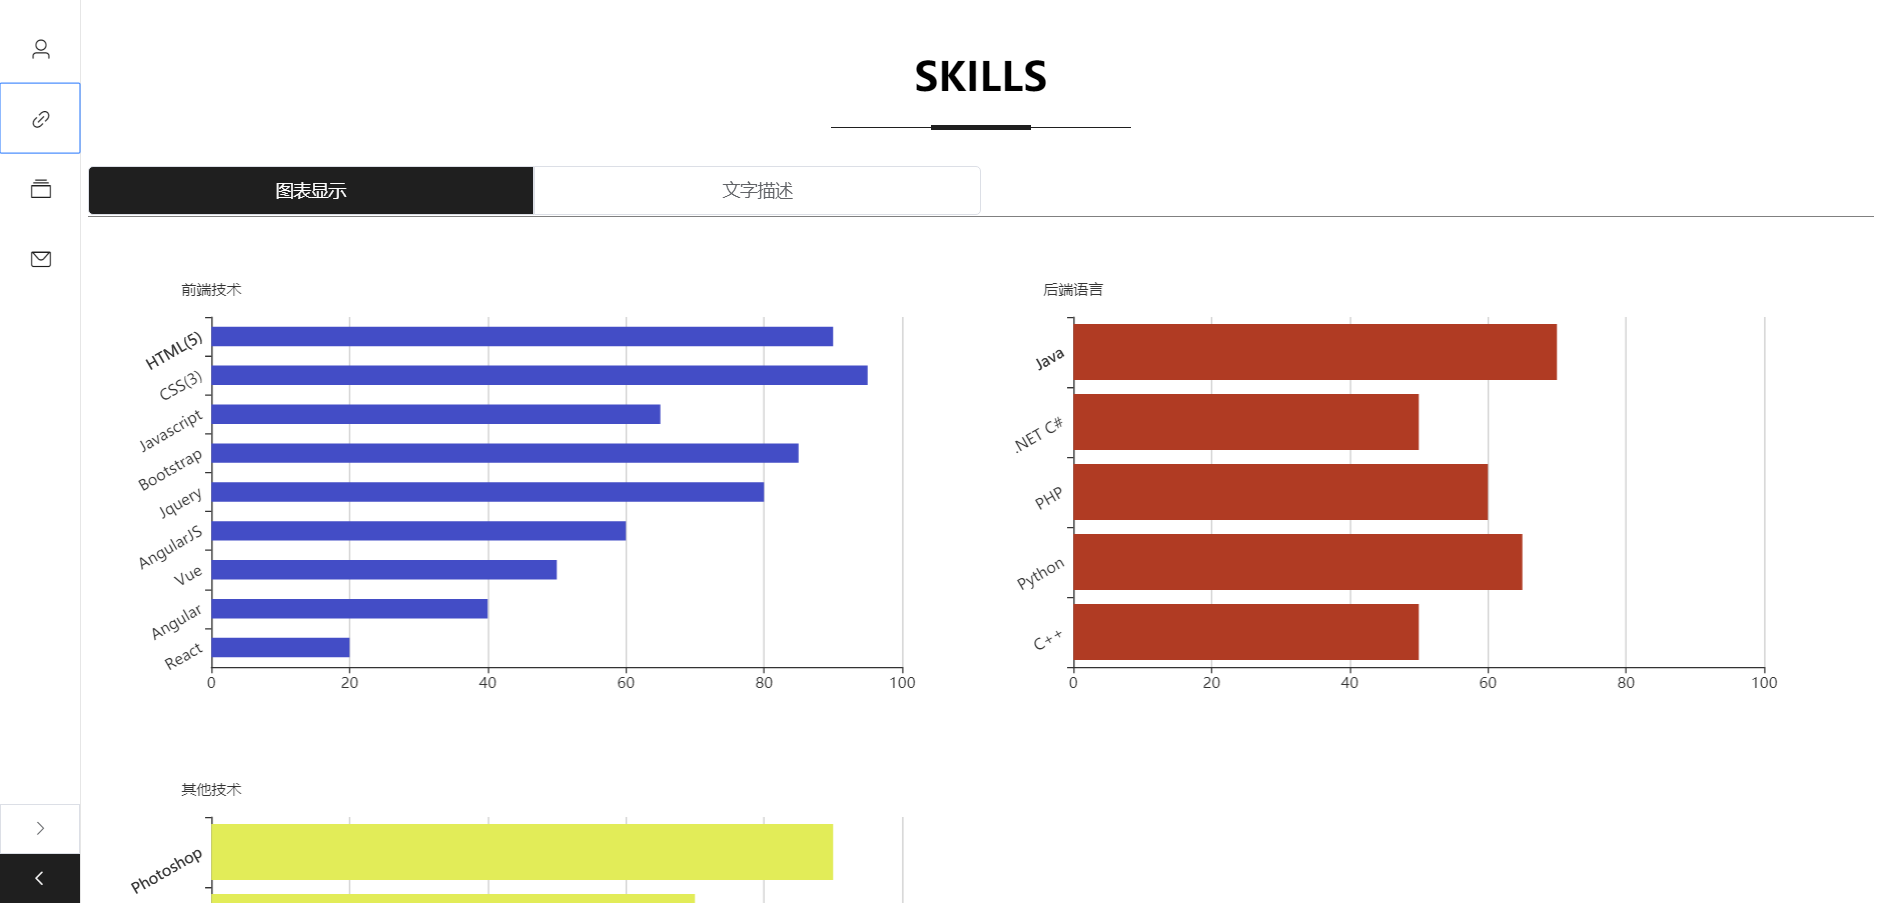 SKILLS
图表显示
文字描述
前端技术
HTML(5)
CSS(3)
Javascript
Bootstrap
Jquery
AngularJS
Vue
Angular
React
0 20 40 60 80 100
后端语言
Java
.NET C#
PHP
Python
C++
0 20 40 60 80 100
其他技术
Photoshop